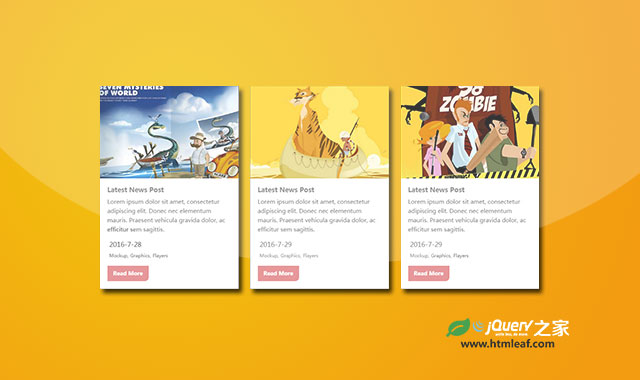 SEVEN MYSTERIES
OF WORLD
Latest News Post
Lorem ipsum dolor sit amet, consectetur
adipiscing elit. Donec nec elementum
mauris. Praesent vehicula gravida dolor, ac
efficitur sem sagittis.
2016-7-28
Mockup, Graphics, Flayers
Read More
Latest News Post
Lorem ipsum dolor sit amet, consectetur
adipiscing elit. Donec nec elementum
mauris. Praesent vehicula gravida dolor, ac
efficitur sem sagittis.
2016-7-29
Mockup, Graphics, Flayers
Read More
ZOMBIE
Latest News Post
Lorem ipsum dolor sit amet, consectetur
adipiscing elit. Donec nec elementum
mauris. Praesent vehicula gravida dolor, ac
efficitur sem sagittis.
2016-7-29
Mockup, Graphics, Flayers
Read More
jQuery之家
www.htmleaf.com